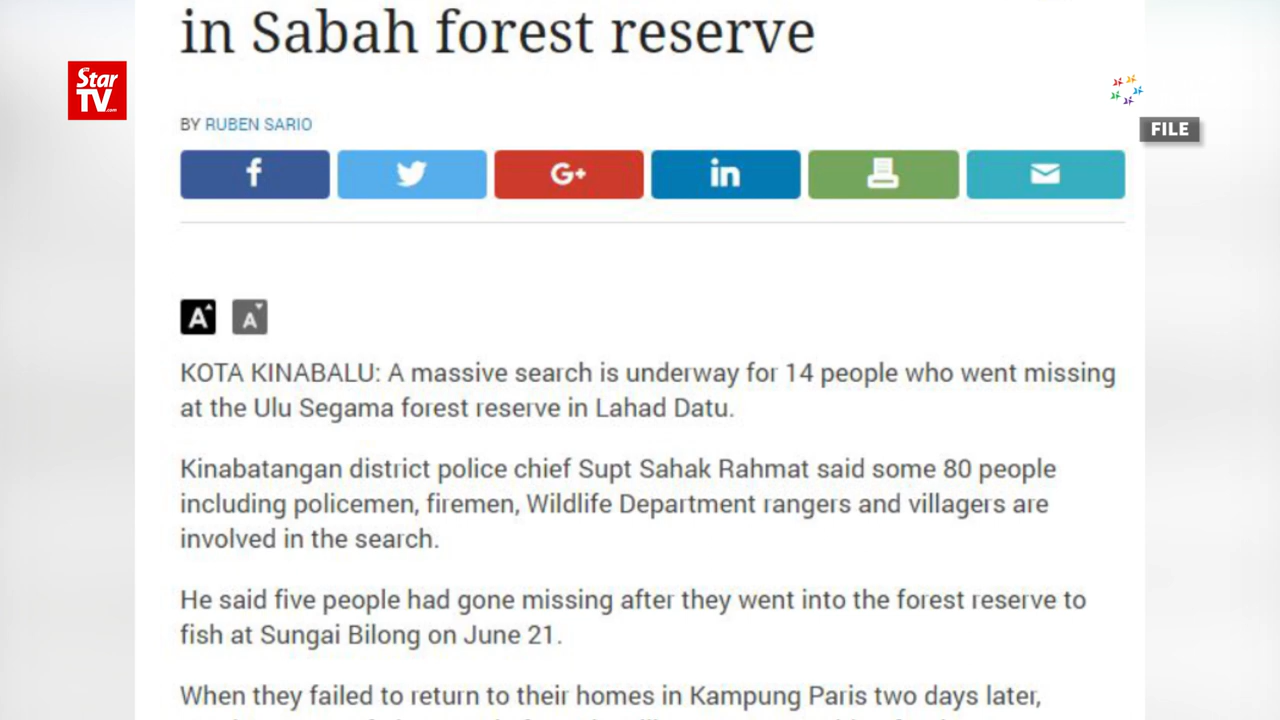 in Sabah forest reserve
Star
TV.com
BY RUBEN SARIO
FILE
f
G+
in
A
A
KOTA KINABALU: A massive search is underway for 14 people who went missing
at the Ulu Segama forest reserve in Lahad Datu.
Kinabatangan district police chief Supt Sahak Rahmat said some 80 people
including policemen, firemen, Wildlife Department rangers and villagers are
involved in the search.
He said five people had gone missing after they went into the forest reserve to
fish at Sungai Bilong on June 21.
When they failed to return to their homes in Kampung Paris two days later,